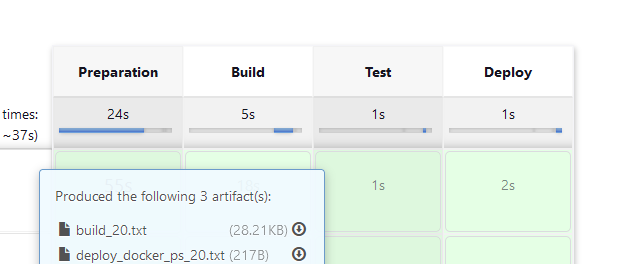 Preparation Build Test Deploy
times: 24s 5s 1s 1s
~37s)
1s 2s
Produced the following 3 artifact(s):
build_20.txt (28.21KB)
deploy_docker_ps_20.txt (217B)